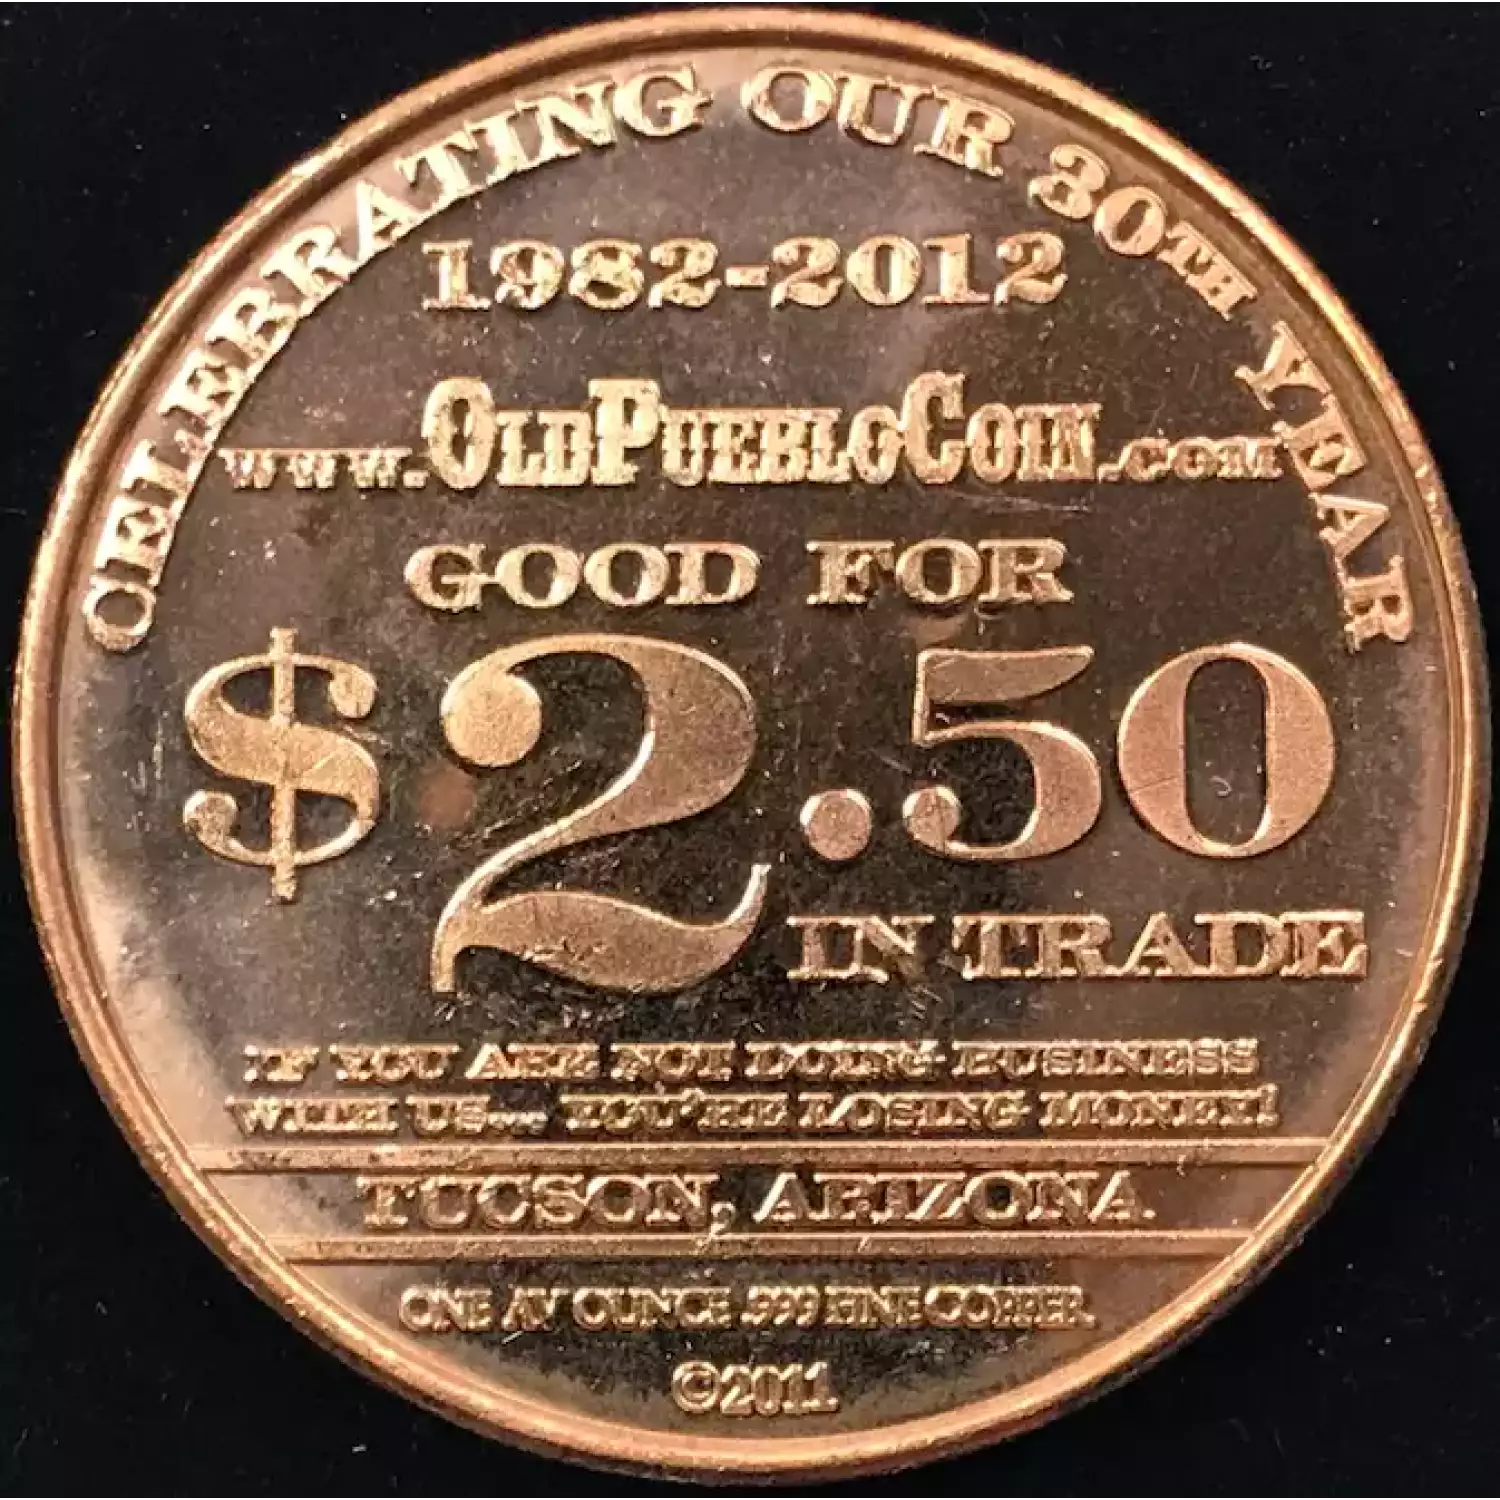 CELEBRATING OUR 30TH YEAR
1982-2012
www.OldPuebloCoin.com
GOOD FOR
$2.50
IN TRADE
IF YOU ARE NOT DOING BUSINESS
WITH US... YOU'RE LOSING MONEY!
TUCSON, ARIZONA
ONE AV OUNCE .999 FINE COPPER
©2011